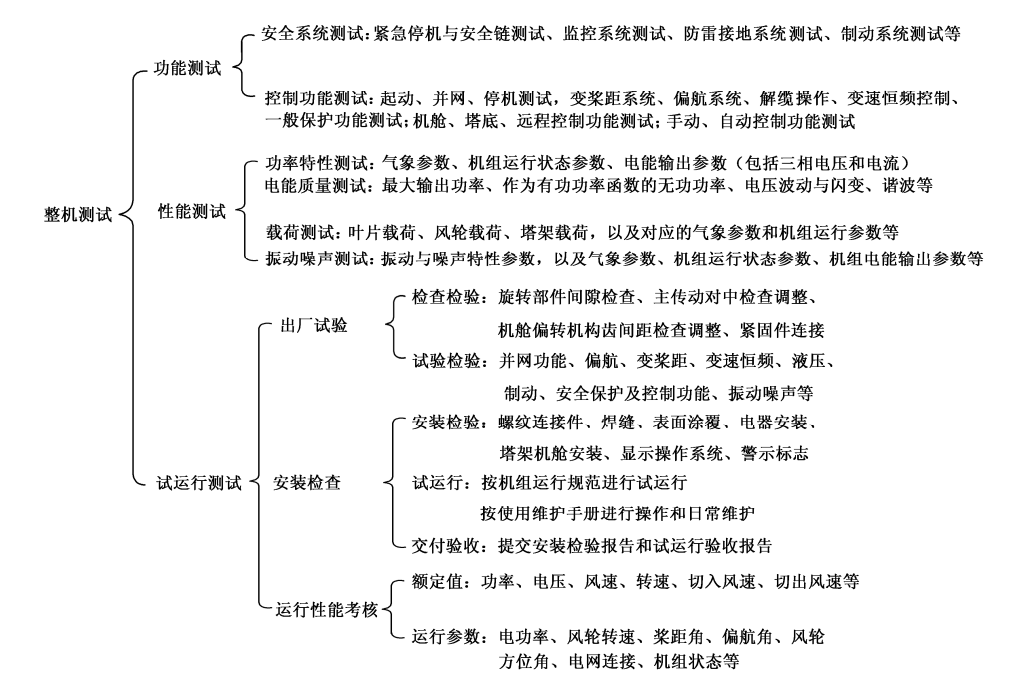 安全系统测试:紧急停机与安全链测试、监控系统测试、防雷接地系统测试、制动系统测试等
功能测试
控制功能测试：起动、并网、停机测试，变桨距系统、偏航系统、解缆操作、变速恒频控制、
一般保护功能测试;机舱、塔底、远程控制功能测试;手动、自动控制功能测试
功率特性测试：气象参数、机组运行状态参数、电能输出参数（包括三相电压和电流）
电能质量测试：最大输出功率、作为有功功率函数的无功功率、电压波动与闪变、谐波等
整机测试
性能测试
载荷测试：叶片载荷、风轮载荷、塔架载荷，以及对应的气象参数和机组运行参数等
振动噪声测试:振动与噪声特性参数，以及气象参数、机组运行状态参数、机组电能输出参数等
检查检验：旋转部件间隙检查、主传动对中检查调整、
出厂试验
机舱偏转机构齿间距检查调整、紧固件连接
试验检验：并网功能、偏航、变桨距、变速恒频、液压、
制动、安全保护及控制功能、振动噪声等
安装检验：螺纹连接件、焊缝、表面涂覆、电器安装、
塔架机舱安装、显示操作系统、警示标志
试运行测试
安装检查
试运行：按机组运行规范进行试运行
按使用维护手册进行操作和日常维护
交付验收：提交安装检验报告和试运行验收报告
额定值：功率、电压、风速、转速、切入风速、切出风速等
运行性能考核
运行参数：电功率、风轮转速、桨距角、偏航角、风轮
方位角、电网连接、机组状态等